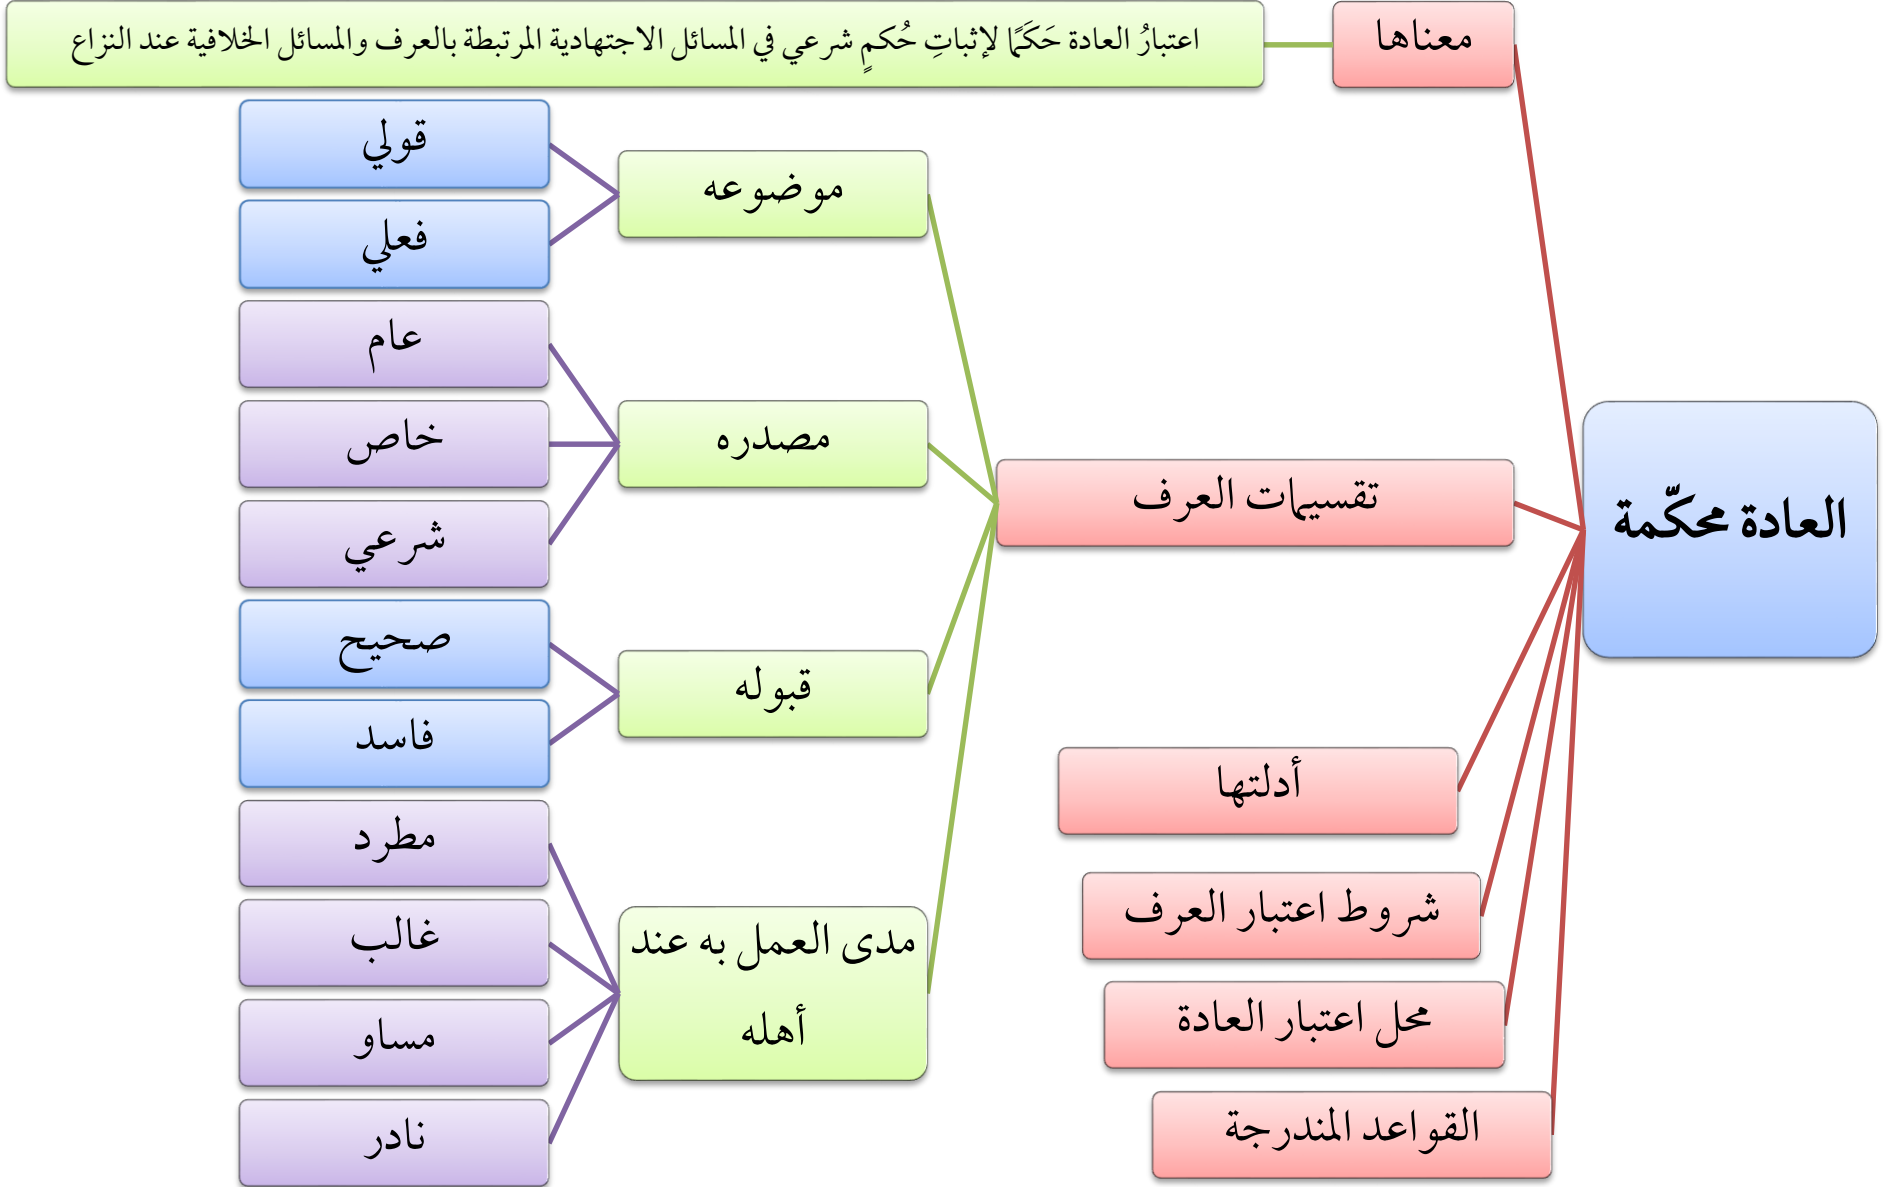 العادة محكّمة
معناها
اعتبارُ العادة حَكَمًا لإثباتِ حُكمٍ شرعي في المسائل الاجتهادية المرتبطة بالعرف والمسائل الخلافية عند النزاع
تقسيمات العرف
موضوعه
قولي
فعلي
مصدره
عام
خاص
شرعي
قبوله
صحيح
فاسد
مدى العمل به عند
أهله
مطرد
غالب
مساو
نادر
أدلتها
شروط اعتبار العرف
محل اعتبار العادة
القواعد المندرجة